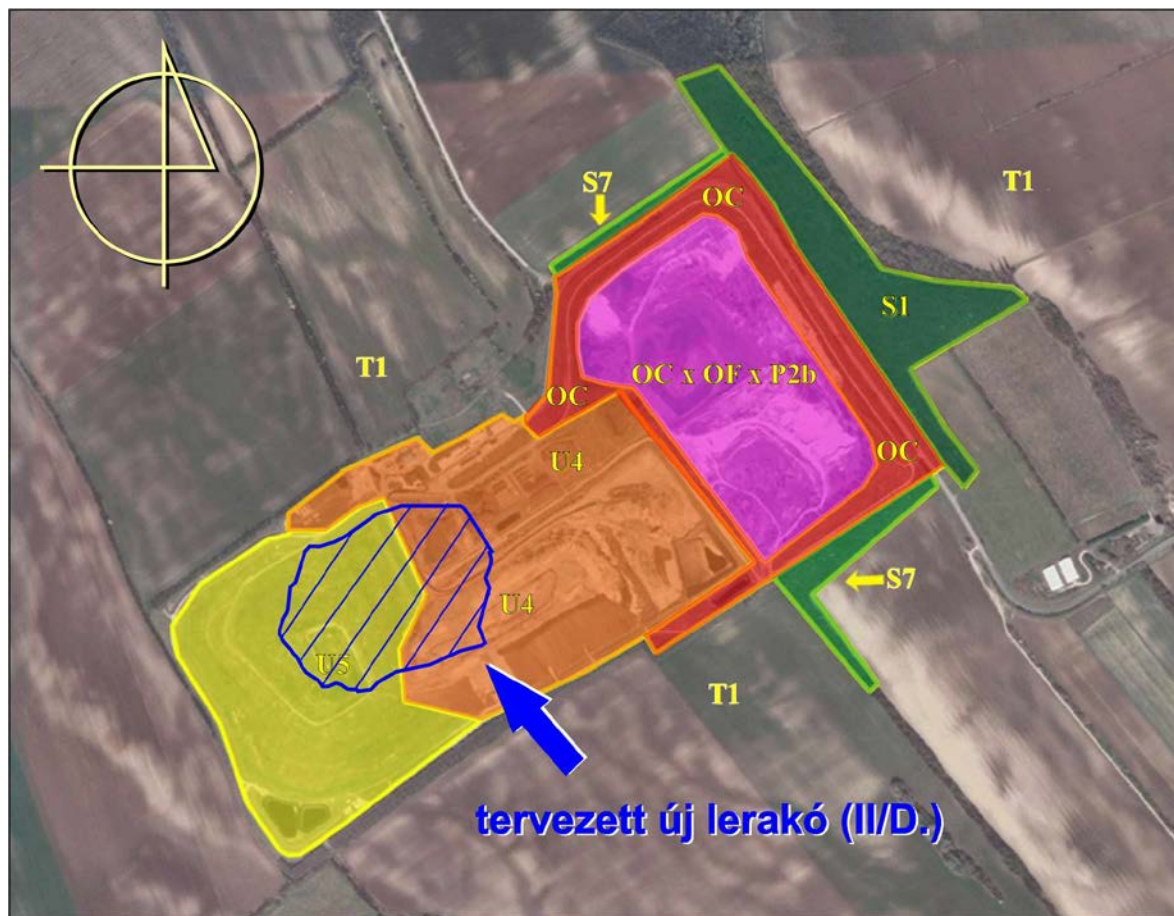 S7
OC
T1
S1
T1
OC x OF x P2b
OC
OC
U4
S7
U4
U5
T1
tervezett új lerakó (II/D.)